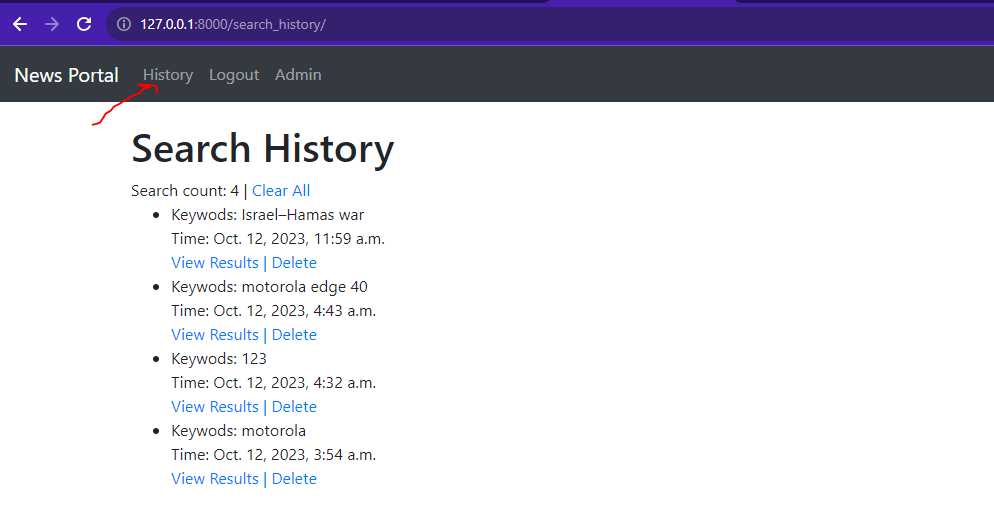 127.0.0.1:8000/search_history/
News Portal History Logout Admin
Search History
Search count: 4 | Clear All
Keywods: Israel–Hamas war
Time: Oct. 12, 2023, 11:59 a.m.
View Results | Delete
Keywods: motorola edge 40
Time: Oct. 12, 2023, 4:43 a.m.
View Results | Delete
Keywods: 123
Time: Oct. 12, 2023, 4:32 a.m.
View Results | Delete
Keywods: motorola
Time: Oct. 12, 2023, 3:54 a.m.
View Results | Delete